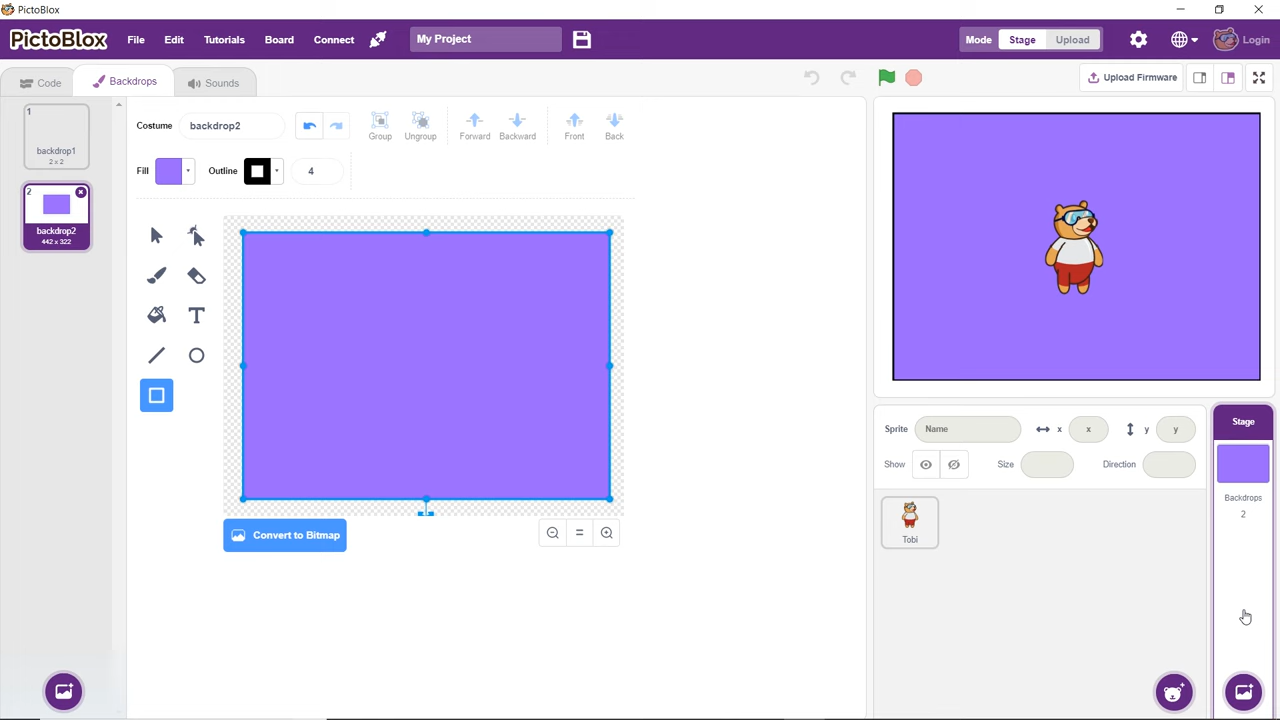 PictoBlox
PictoBlox File Edit Tutorials Board Connect My Project Mode Stage Upload Login
Code Backdrops Sounds Upload Firmware
1
backdrop1
2 x 2
2
backdrop2
442 x 322
Costume backdrop2 Group Ungroup Forward Backward Front Back
Fill Outline 4
T
Convert to Bitmap
Sprite Name x x y y
Show Size Direction
Tobi
Stage
Backdrops
2